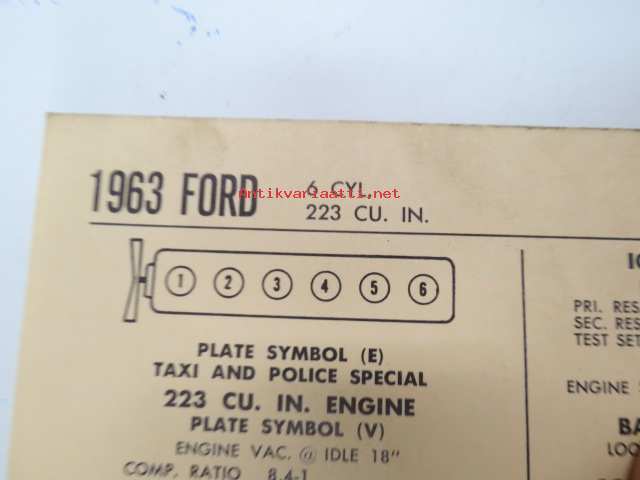 1963 FORD
6 CYL.
223 CU. IN.
Antikvariaatti.net
1 2 3 4 5 6
PLATE SYMBOL (E)
TAXI AND POLICE SPECIAL
223 CU. IN. ENGINE
PLATE SYMBOL (V)
ENGINE VAC. @ IDLE 18"
COMP. RATIO 8.4-1
PRI. RES
SEC. RES
TEST SET
ENGINE
BA
LOO